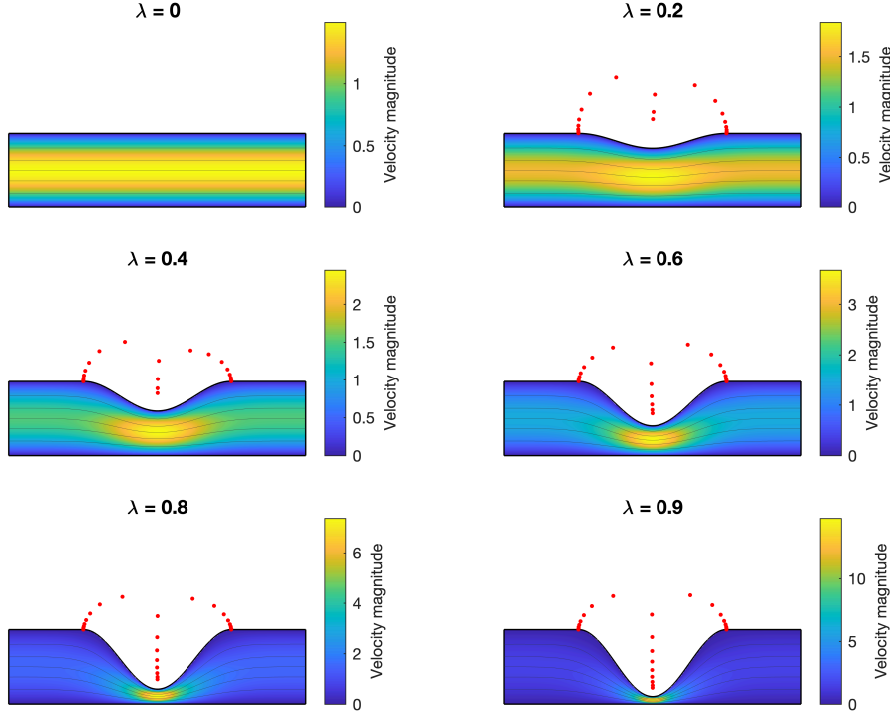 λ = 0
1
0.5
0
Velocity magnitude
λ = 0.2
1.5
1
0.5
0
Velocity magnitude
λ = 0.4
2
1.5
1
0.5
0
Velocity magnitude
λ = 0.6
3
2
1
0
Velocity magnitude
λ = 0.8
6
4
2
0
Velocity magnitude
λ = 0.9
10
5
0
Velocity magnitude